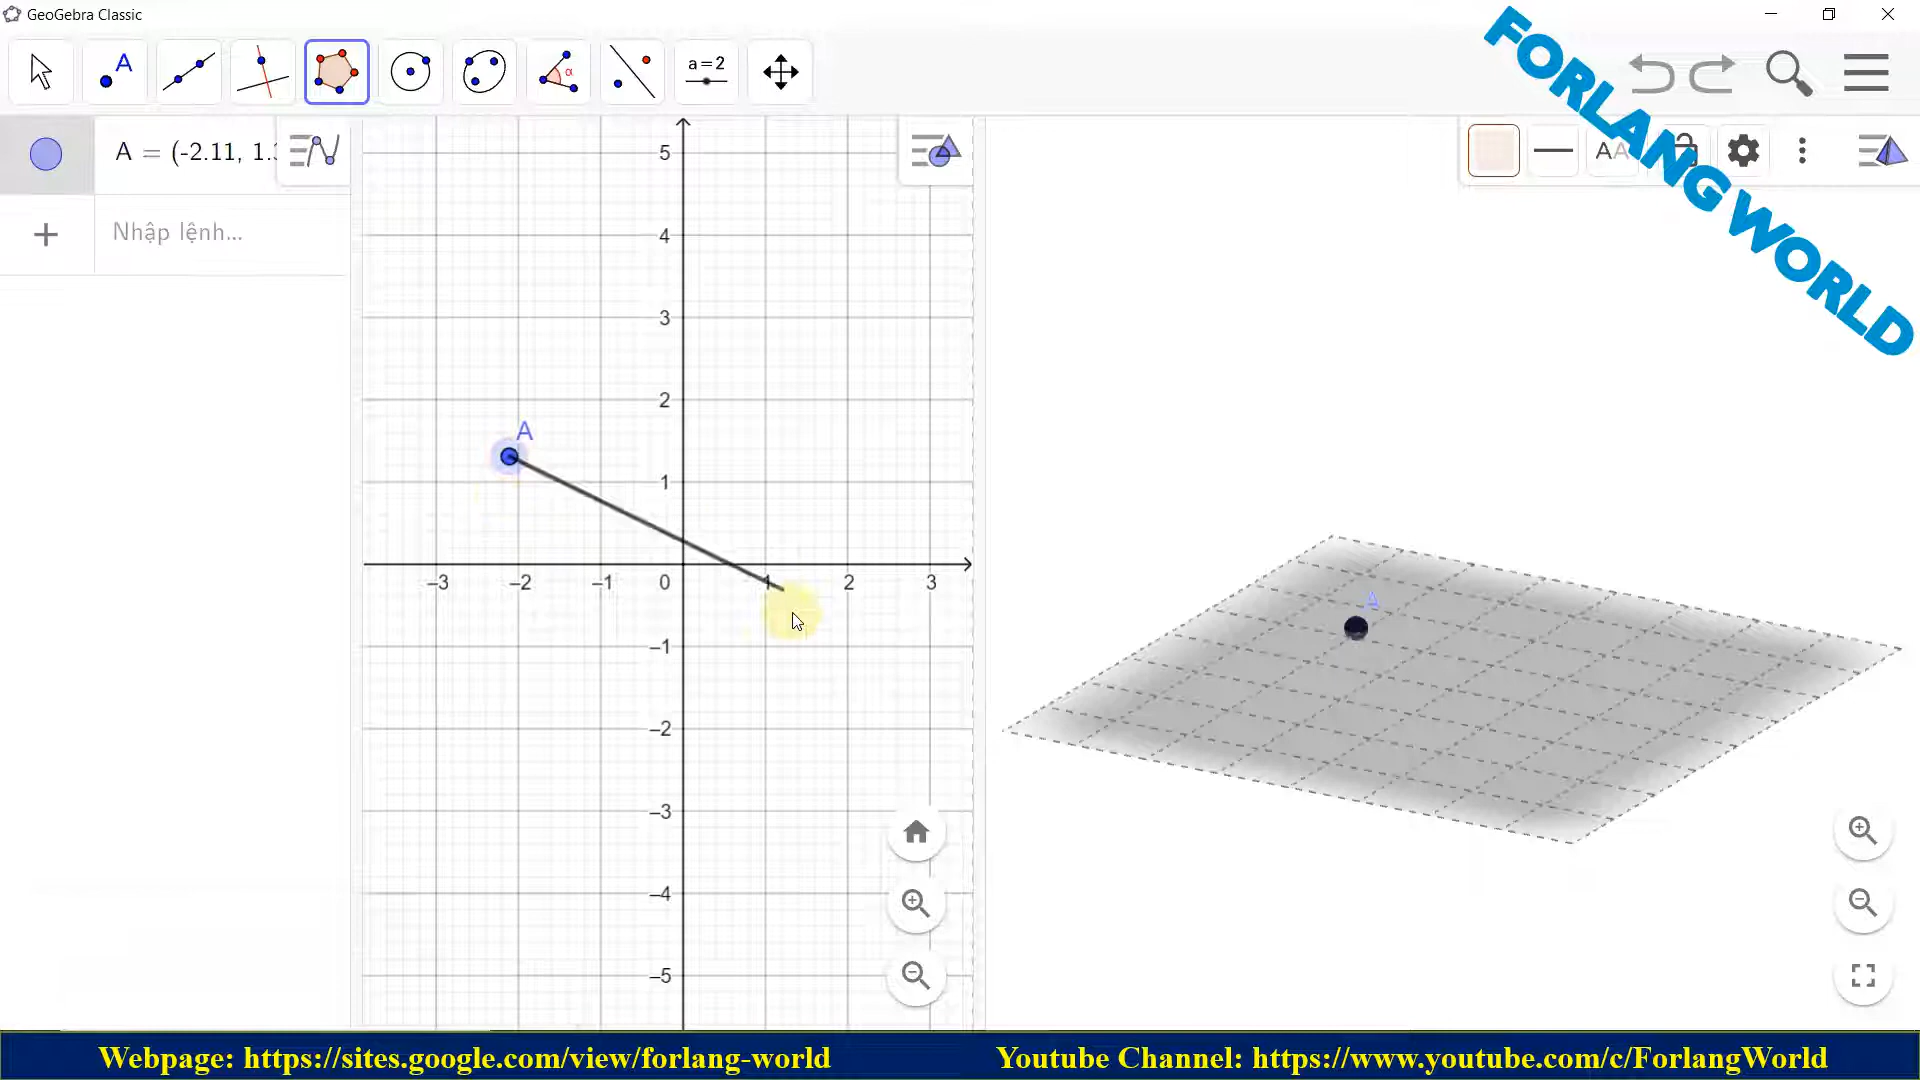 GeoGebra Classic
A
α
a = 2
FORLANG WORLD
A = (-2.11, 1.
AA
Nhập lệnh...
5
4
3
2
1
A
–3
–2
–1
0
1
2
3
–1
–2
–3
–4
–5
A
Webpage: https://sites.google.com/view/forlang-world
Youtube Channel: https://www.youtube.com/c/ForlangWorld